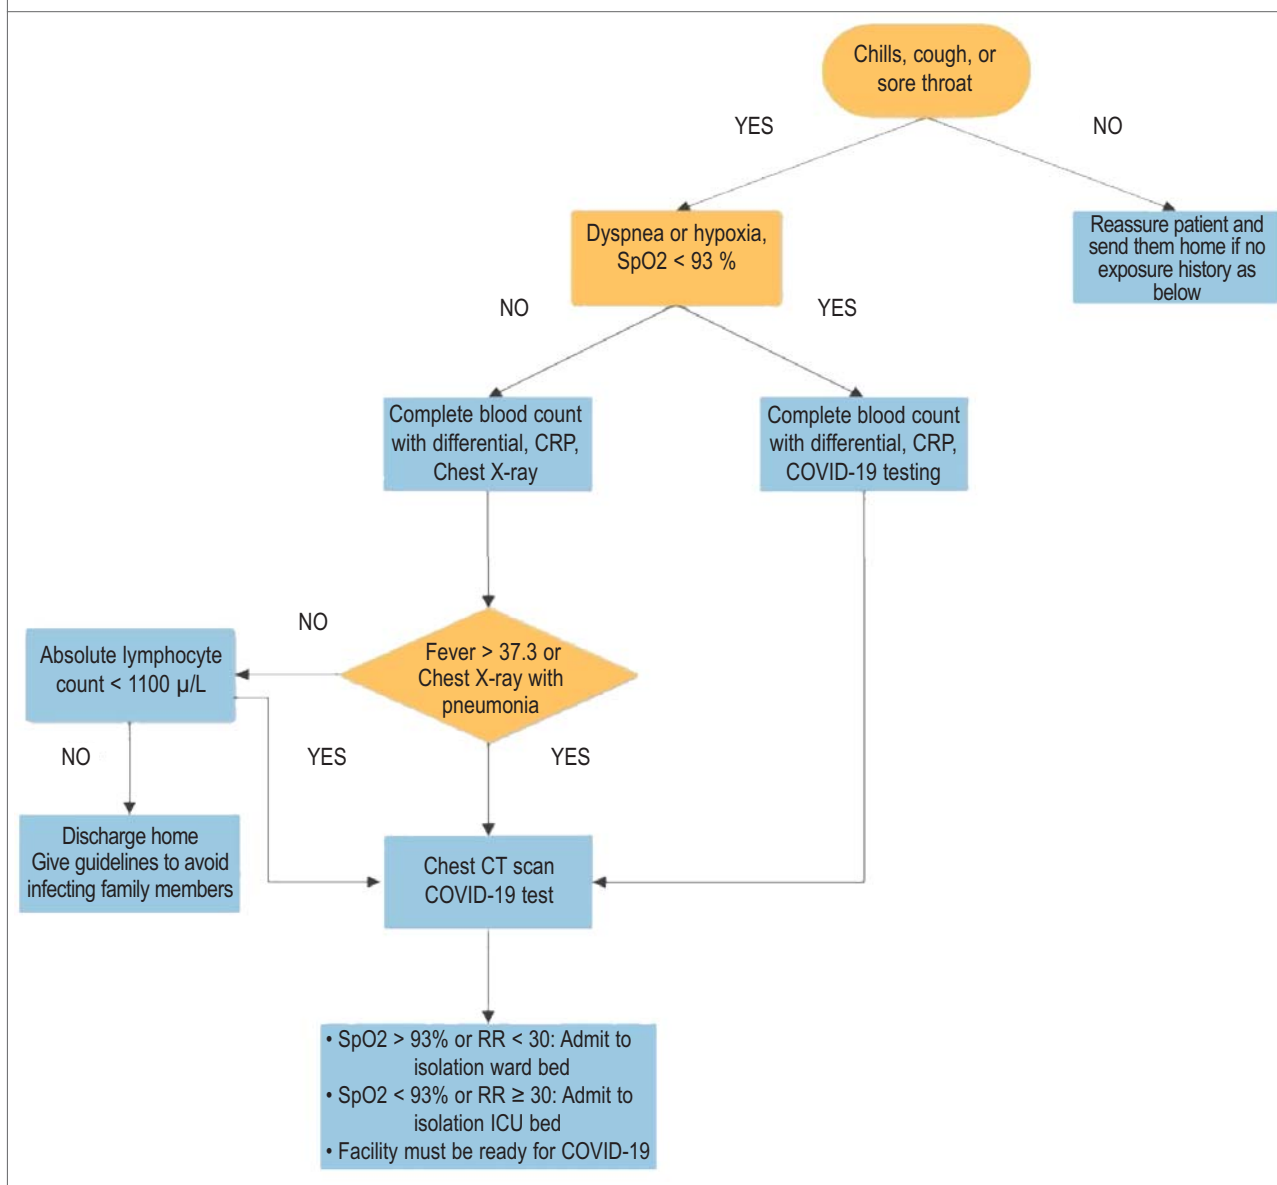 Chills, cough, or
sore throat
YES
NO
Dyspnea or hypoxia,
SpO2 < 93 %
Reassure patient and
send them home if no
exposure history as
below
NO
YES
Complete blood count
with differential, CRP,
Chest X-ray
Complete blood count
with differential, CRP,
COVID-19 testing
NO
Absolute lymphocyte
count < 1100 µ/L
Fever > 37.3 or
Chest X-ray with
pneumonia
NO
YES
YES
Discharge home
Give guidelines to avoid
infecting family members
Chest CT scan
COVID-19 test
• SpO2 > 93% or RR < 30: Admit to
isolation ward bed
• SpO2 < 93% or RR ≥ 30: Admit to
isolation ICU bed
• Facility must be ready for COVID-19